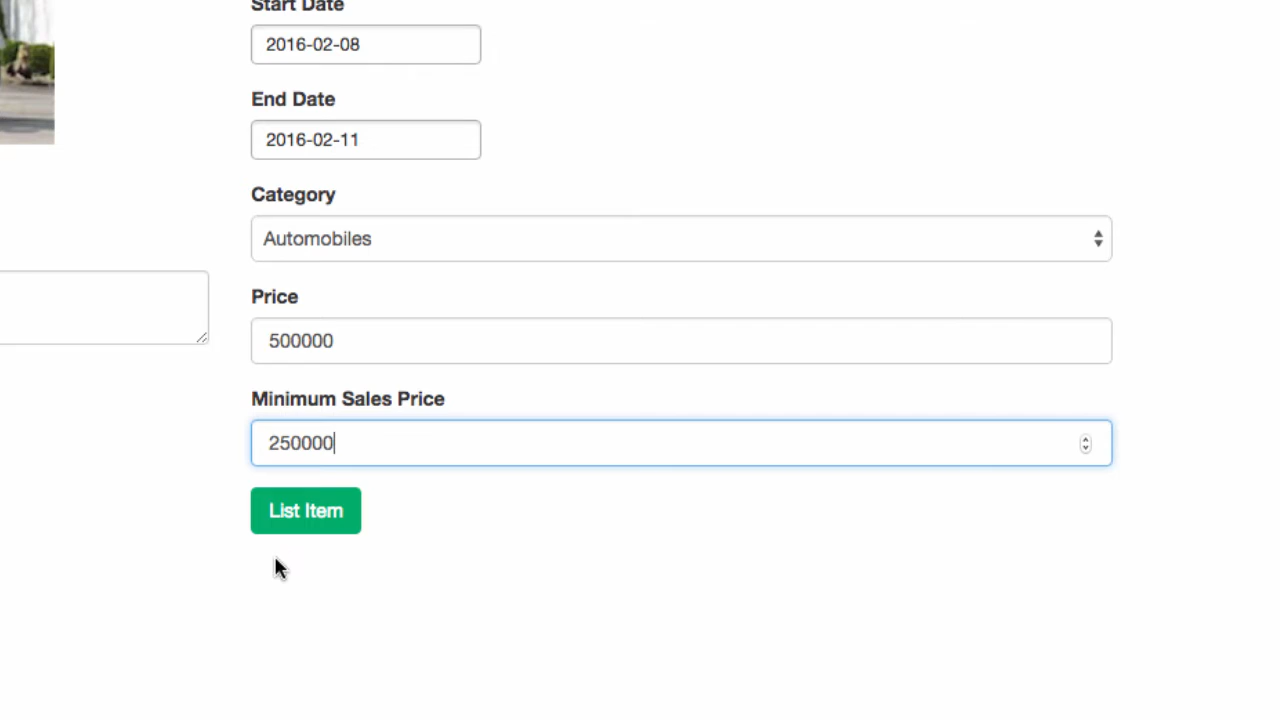 Start Date
2016-02-08
End Date
2016-02-11
Category
Automobiles
Price
500000
Minimum Sales Price
250000
List Item